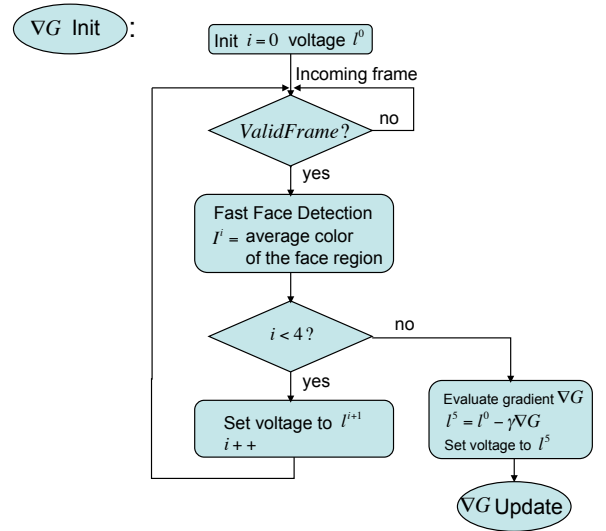 ∇G Init :
Init i=0 voltage l⁰
Incoming frame
ValidFrame?
no
yes
Fast Face Detection
Iⁱ = average color
of the face region
i < 4?
no
yes
Set voltage to lⁱ⁺¹
i++
Evaluate gradient ∇G
l⁵ = l⁰ − γ∇G
Set voltage to l⁵
∇G Update